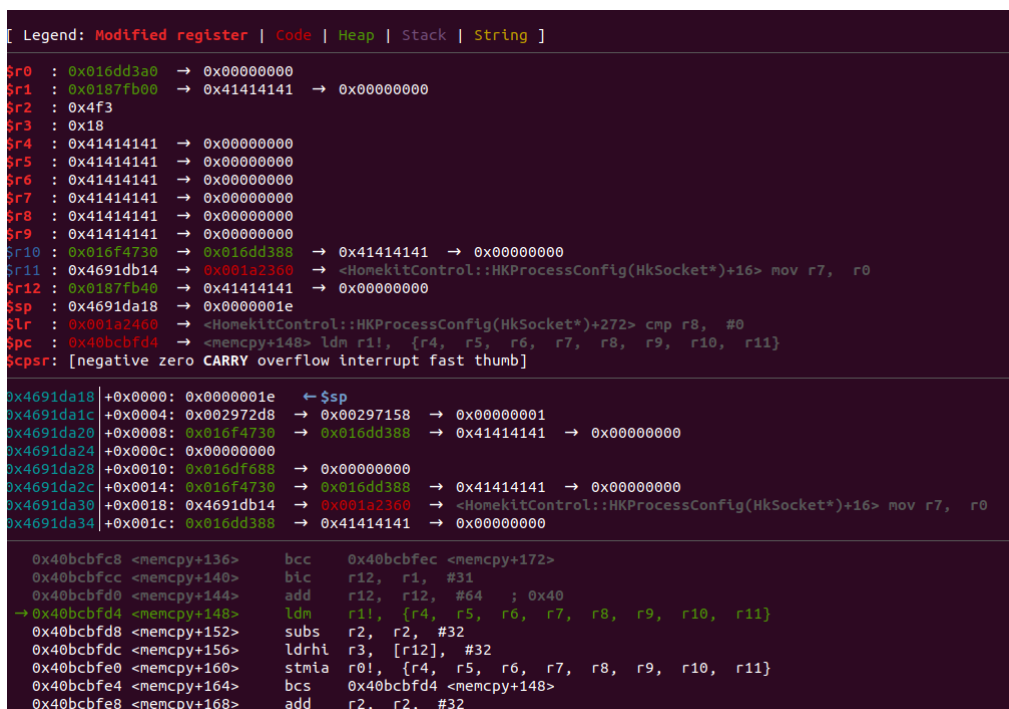 [ Legend: Modified register | Code | Heap | Stack | String ]
$r0  : 0x016dd3a0  → 0x00000000
$r1  : 0x0187fb00  → 0x41414141  → 0x00000000
$r2  : 0x4f3
$r3  : 0x18
$r4  : 0x41414141  → 0x00000000
$r5  : 0x41414141  → 0x00000000
$r6  : 0x41414141  → 0x00000000
$r7  : 0x41414141  → 0x00000000
$r8  : 0x41414141  → 0x00000000
$r9  : 0x41414141  → 0x00000000
$r10 : 0x016f4730  → 0x016dd388  → 0x41414141  → 0x00000000
$r11 : 0x4691db14  → 0x001a2360  → <HomekitControl::HKProcessConfig(HkSocket*)+16> mov r7,  r0
$r12 : 0x0187fb40  → 0x41414141  → 0x00000000
$sp  : 0x4691da18  → 0x0000001e
$lr  : 0x001a2460  → <HomekitControl::HKProcessConfig(HkSocket*)+272> cmp r8,  #0
$pc  : 0x40bcbfd4  → <memcpy+148> ldm r1!,  {r4,  r5,  r6,  r7,  r8,  r9,  r10,  r11}
$cpsr: [negative zero CARRY overflow interrupt fast thumb]
0x4691da18|+0x0000: 0x0000001e   ←$sp
0x4691da1c|+0x0004: 0x002972d8  → 0x00297158  → 0x00000001
0x4691da20|+0x0008: 0x016f4730  → 0x016dd388  → 0x41414141  → 0x00000000
0x4691da24|+0x000c: 0x00000000
0x4691da28|+0x0010: 0x016df688  → 0x00000000
0x4691da2c|+0x0014: 0x016f4730  → 0x016dd388  → 0x41414141  → 0x00000000
0x4691da30|+0x0018: 0x4691db14  → 0x001a2360  → <HomekitControl::HKProcessConfig(HkSocket*)+16> mov r7,  r0
0x4691da34|+0x001c: 0x016dd388  → 0x41414141  → 0x00000000
0x40bcbfc8 <memcpy+136>     bcc    0x40bcbfec <memcpy+172>
0x40bcbfcc <memcpy+140>     bic    r12,  r1,  #31
0x40bcbfd0 <memcpy+144>     add    r12,  r12,  #64   ; 0x40
→0x40bcbfd4 <memcpy+148>     ldm    r1!,  {r4,  r5,  r6,  r7,  r8,  r9,  r10,  r11}
0x40bcbfd8 <memcpy+152>     subs   r2,  r2,  #32
0x40bcbfdc <memcpy+156>     ldrhi  r3,  [r12],  #32
0x40bcbfe0 <memcpy+160>     stmia  r0!,  {r4,  r5,  r6,  r7,  r8,  r9,  r10,  r11}
0x40bcbfe4 <memcpy+164>     bcs    0x40bcbfd4 <memcpy+148>
0x40bcbfe8 <memcpy+168>     add    r2,  r2,  #32